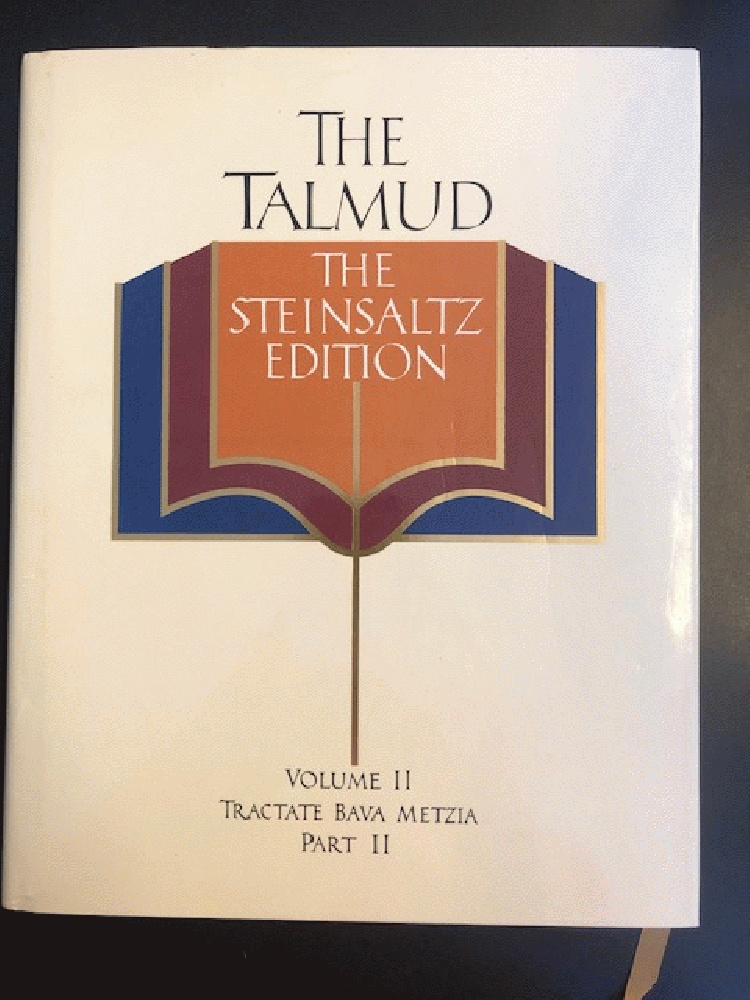 THE
TALMUD
THE
STEINSALTZ
EDITION
VOLUME II
TRACTATE BAVA METZIA
PART II